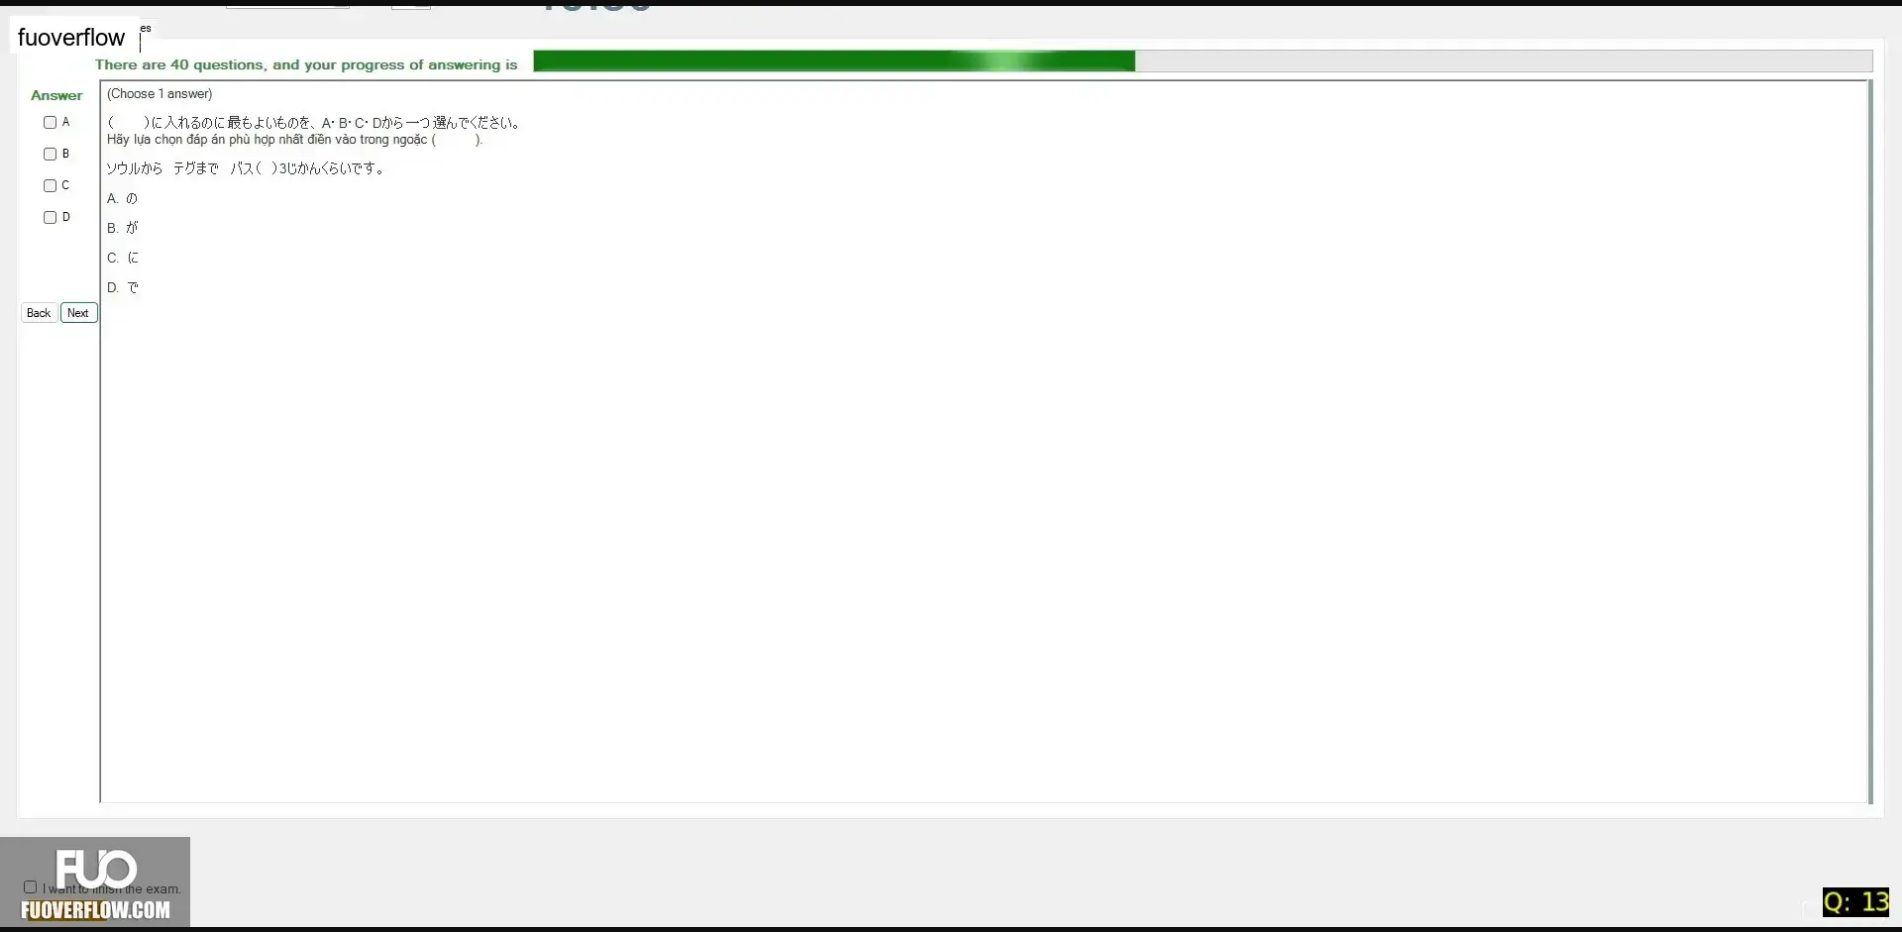 fuoverflow
es
There are 40 questions, and your progress of answering is
Answer
(Choose 1 answer)
A
B
C
D
(　　)に入れるのに最もよいものを、A・B・C・Dから一つ選んでください。
Hãy lựa chọn đáp án phù hợp nhất điền vào trong ngoặc (　　).
ソウルから　テグまで　バス(　)3じかんくらいです。
A. の
B. が
C. に
D. で
Back
Next
FUO
I want to finish the exam.
FUOVERFLOW.COM
Q: 13